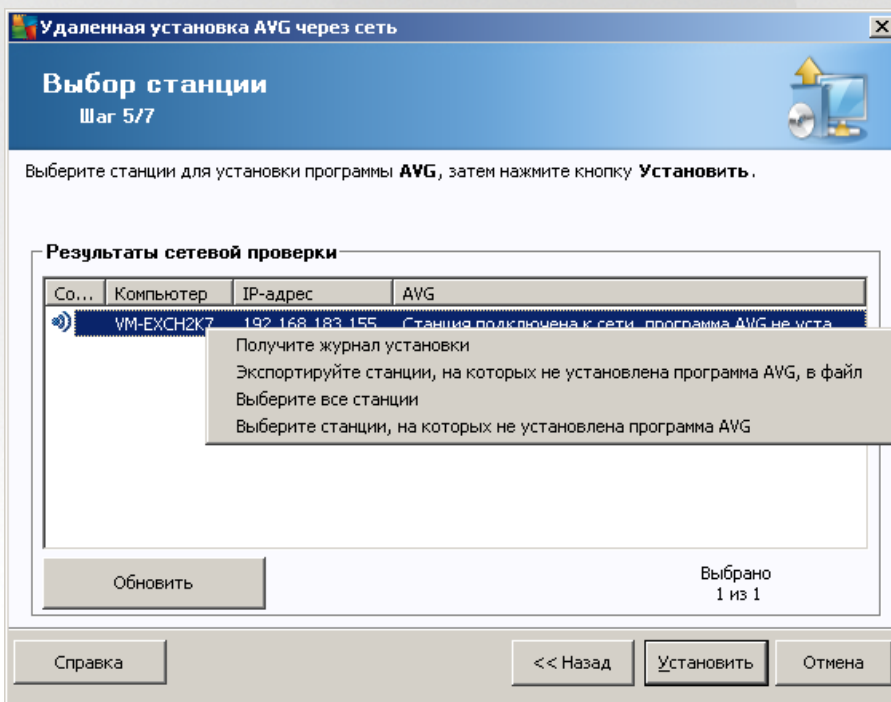 Удаленная установка AVG через сеть
Выбор станции
Шаг 5/7
Выберите станции для установки программы AVG, затем нажмите кнопку Установить.
Результаты сетевой проверки
Со... Компьютер IP-адрес AVG
VM-EXCH2K7 192.168.183.155 Станция подключена к сети, программа AVG не уста...
Получите журнал установки
Экспортируйте станции, на которых не установлена программа AVG, в файл
Выберите все станции
Выберите станции, на которых не установлена программа AVG
Обновить
Выбрано
1 из 1
Справка << Назад Установить Отмена